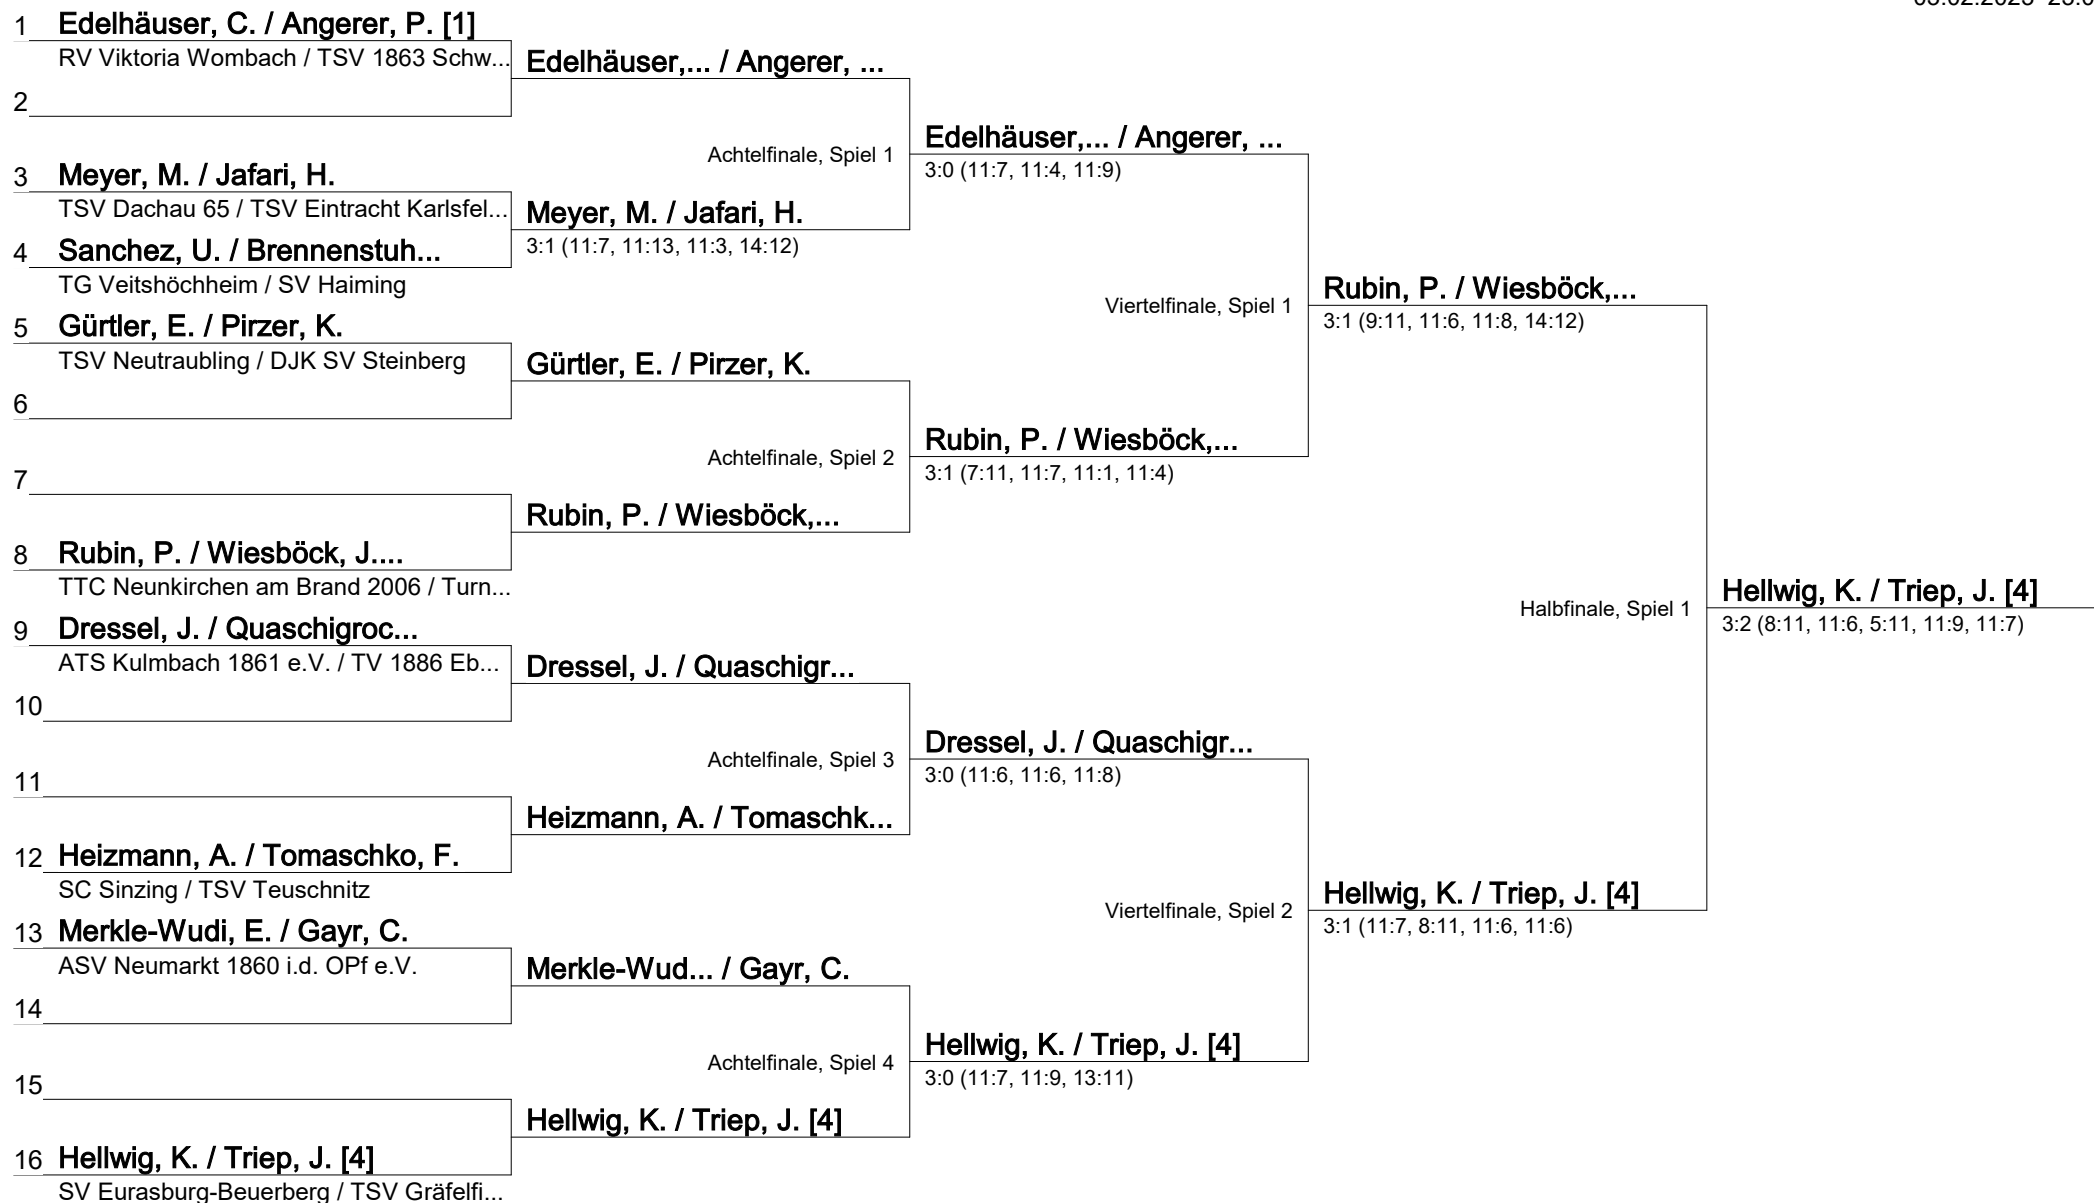 1 Edelhäuser, C. / Angerer, P. [1]
RV Viktoria Wombach / TSV 1863 Schw...
Edelhäuser,... / Angerer, ...
2
Achtelfinale, Spiel 1
Edelhäuser,... / Angerer, ...
3:0 (11:7, 11:4, 11:9)
3 Meyer, M. / Jafari, H.
TSV Dachau 65 / TSV Eintracht Karlsfel...
Meyer, M. / Jafari, H.
3:1 (11:7, 11:13, 11:3, 14:12)
4 Sanchez, U. / Brennenstuh...
TG Veitshöchheim / SV Haiming
Viertelfinale, Spiel 1
Rubin, P. / Wiesböck,...
3:1 (9:11, 11:6, 11:8, 14:12)
5 Gürtler, E. / Pirzer, K.
TSV Neutraubling / DJK SV Steinberg
Gürtler, E. / Pirzer, K.
6
Achtelfinale, Spiel 2
Rubin, P. / Wiesböck,...
3:1 (7:11, 11:7, 11:1, 11:4)
7
Rubin, P. / Wiesböck,...
8 Rubin, P. / Wiesböck, J....
TTC Neunkirchen am Brand 2006 / Turn...
Halbfinale, Spiel 1
Hellwig, K. / Triep, J. [4]
3:2 (8:11, 11:6, 5:11, 11:9, 11:7)
9 Dressel, J. / Quaschigroc...
ATS Kulmbach 1861 e.V. / TV 1886 Eb...
Dressel, J. / Quaschigr...
10
Achtelfinale, Spiel 3
Dressel, J. / Quaschigr...
3:0 (11:6, 11:6, 11:8)
11
Heizmann, A. / Tomaschk...
12 Heizmann, A. / Tomaschko, F.
SC Sinzing / TSV Teuschnitz
Viertelfinale, Spiel 2
Hellwig, K. / Triep, J. [4]
3:1 (11:7, 8:11, 11:6, 11:6)
13 Merkle-Wudi, E. / Gayr, C.
ASV Neumarkt 1860 i.d. OPf e.V.
Merkle-Wud... / Gayr, C.
14
Achtelfinale, Spiel 4
Hellwig, K. / Triep, J. [4]
3:0 (11:7, 11:9, 13:11)
15
Hellwig, K. / Triep, J. [4]
16 Hellwig, K. / Triep, J. [4]
SV Eurasburg-Beuerberg / TSV Gräfelfi...